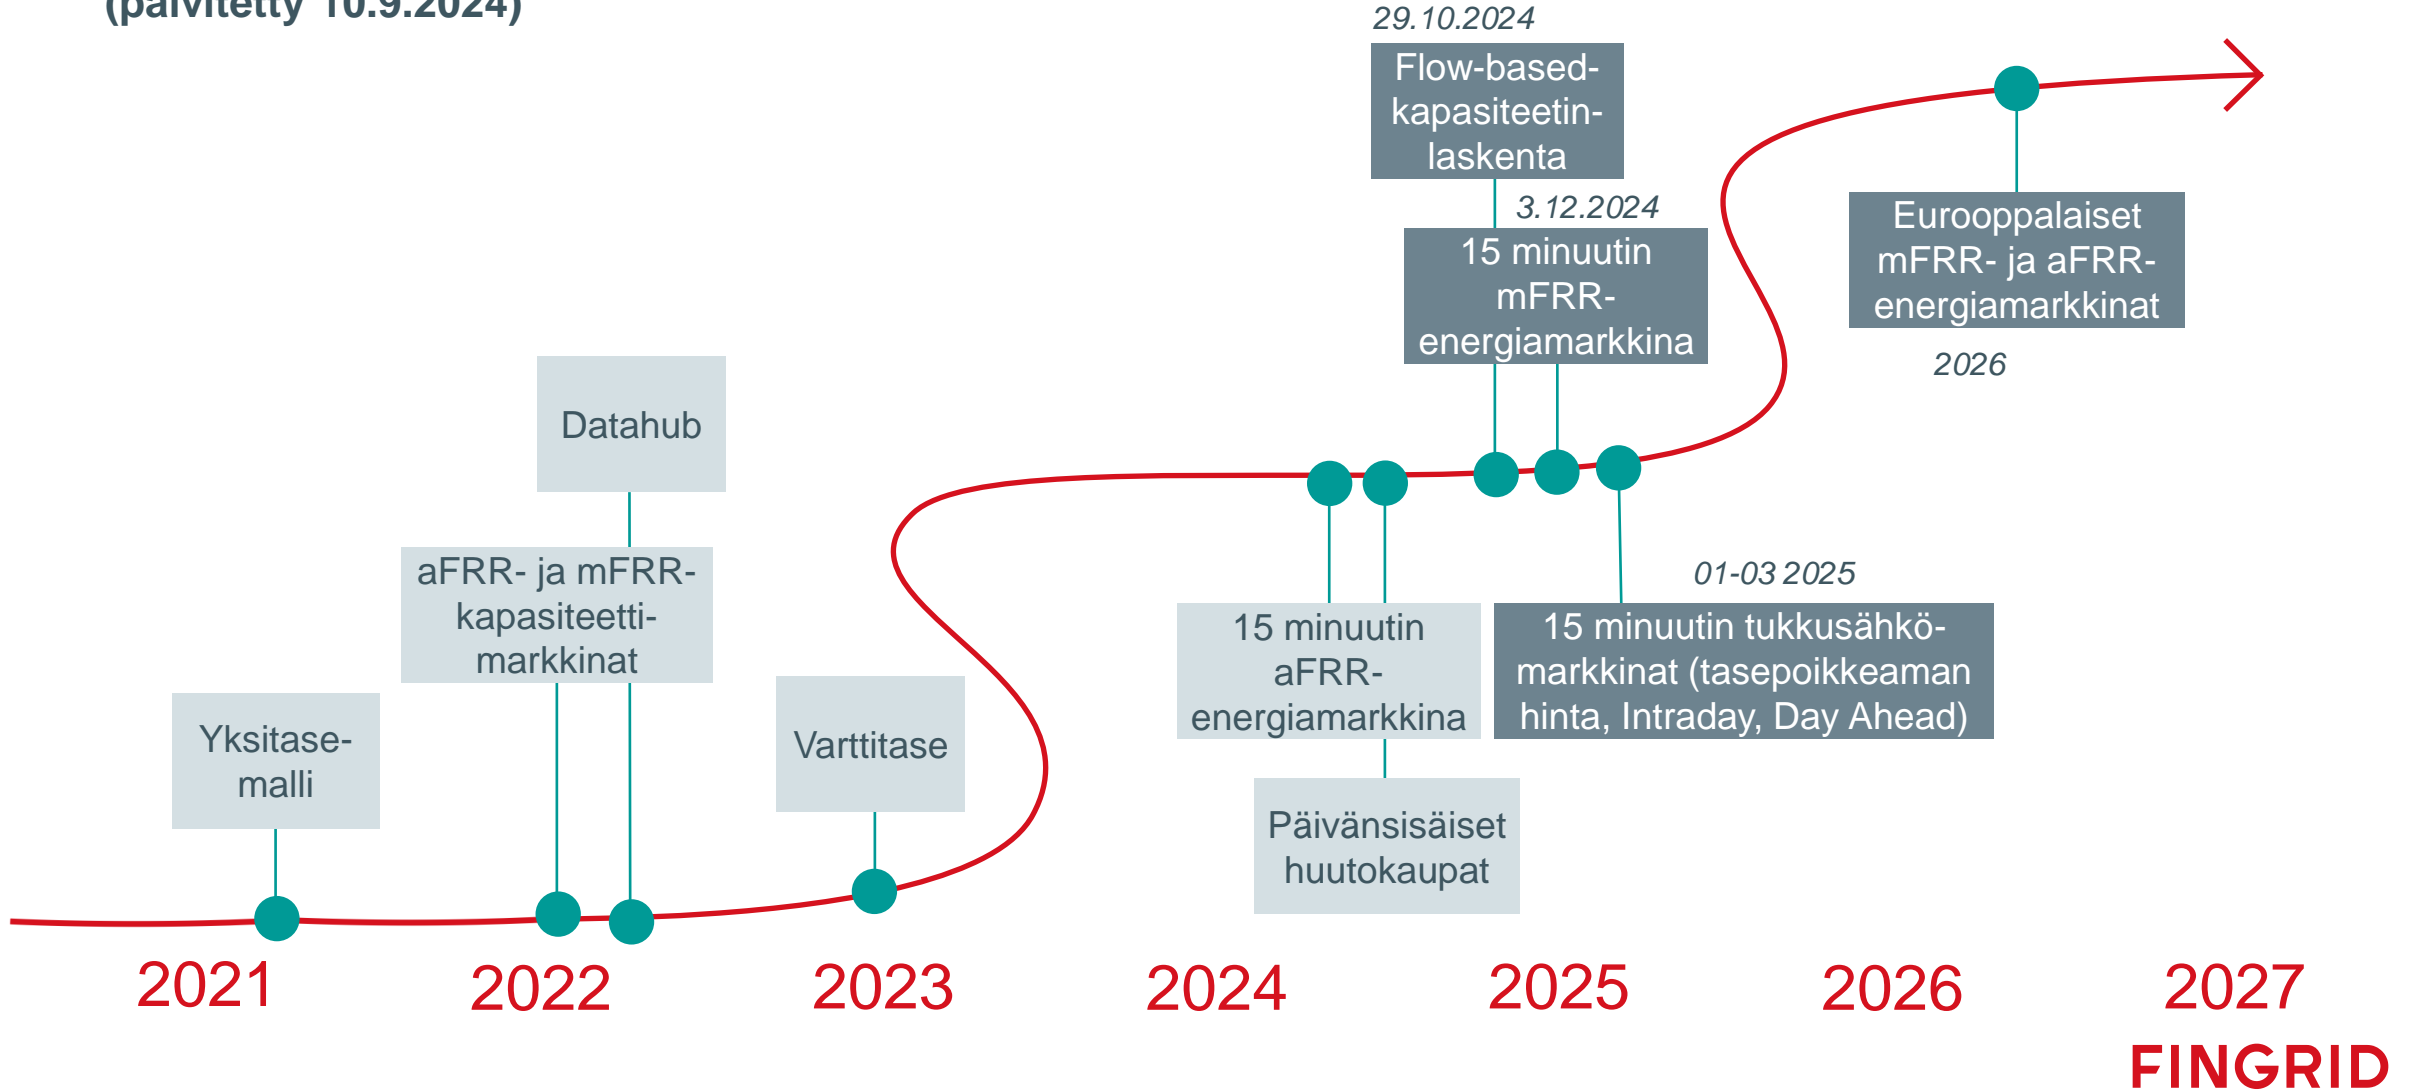 (päivitetty 10.9.2024)
29.10.2024
Flow-based-
kapasiteetin-
laskenta
3.12.2024
15 minuutin
mFRR-
energiamarkkina
Eurooppalaiset
mFRR- ja aFRR-
energiamarkkinat
2026
Datahub
aFRR- ja mFRR-
kapasiteetti-
markkinat
Yksitase-
malli
Varttitase
15 minuutin
aFRR-
energiamarkkina
01-03 2025
15 minuutin tukkusähkö-
markkinat (tasepoikkeaman
hinta, Intraday, Day Ahead)
Päivänsisäiset
huutokaupat
2021
2022
2023
2024
2025
2026
2027
FINGRID